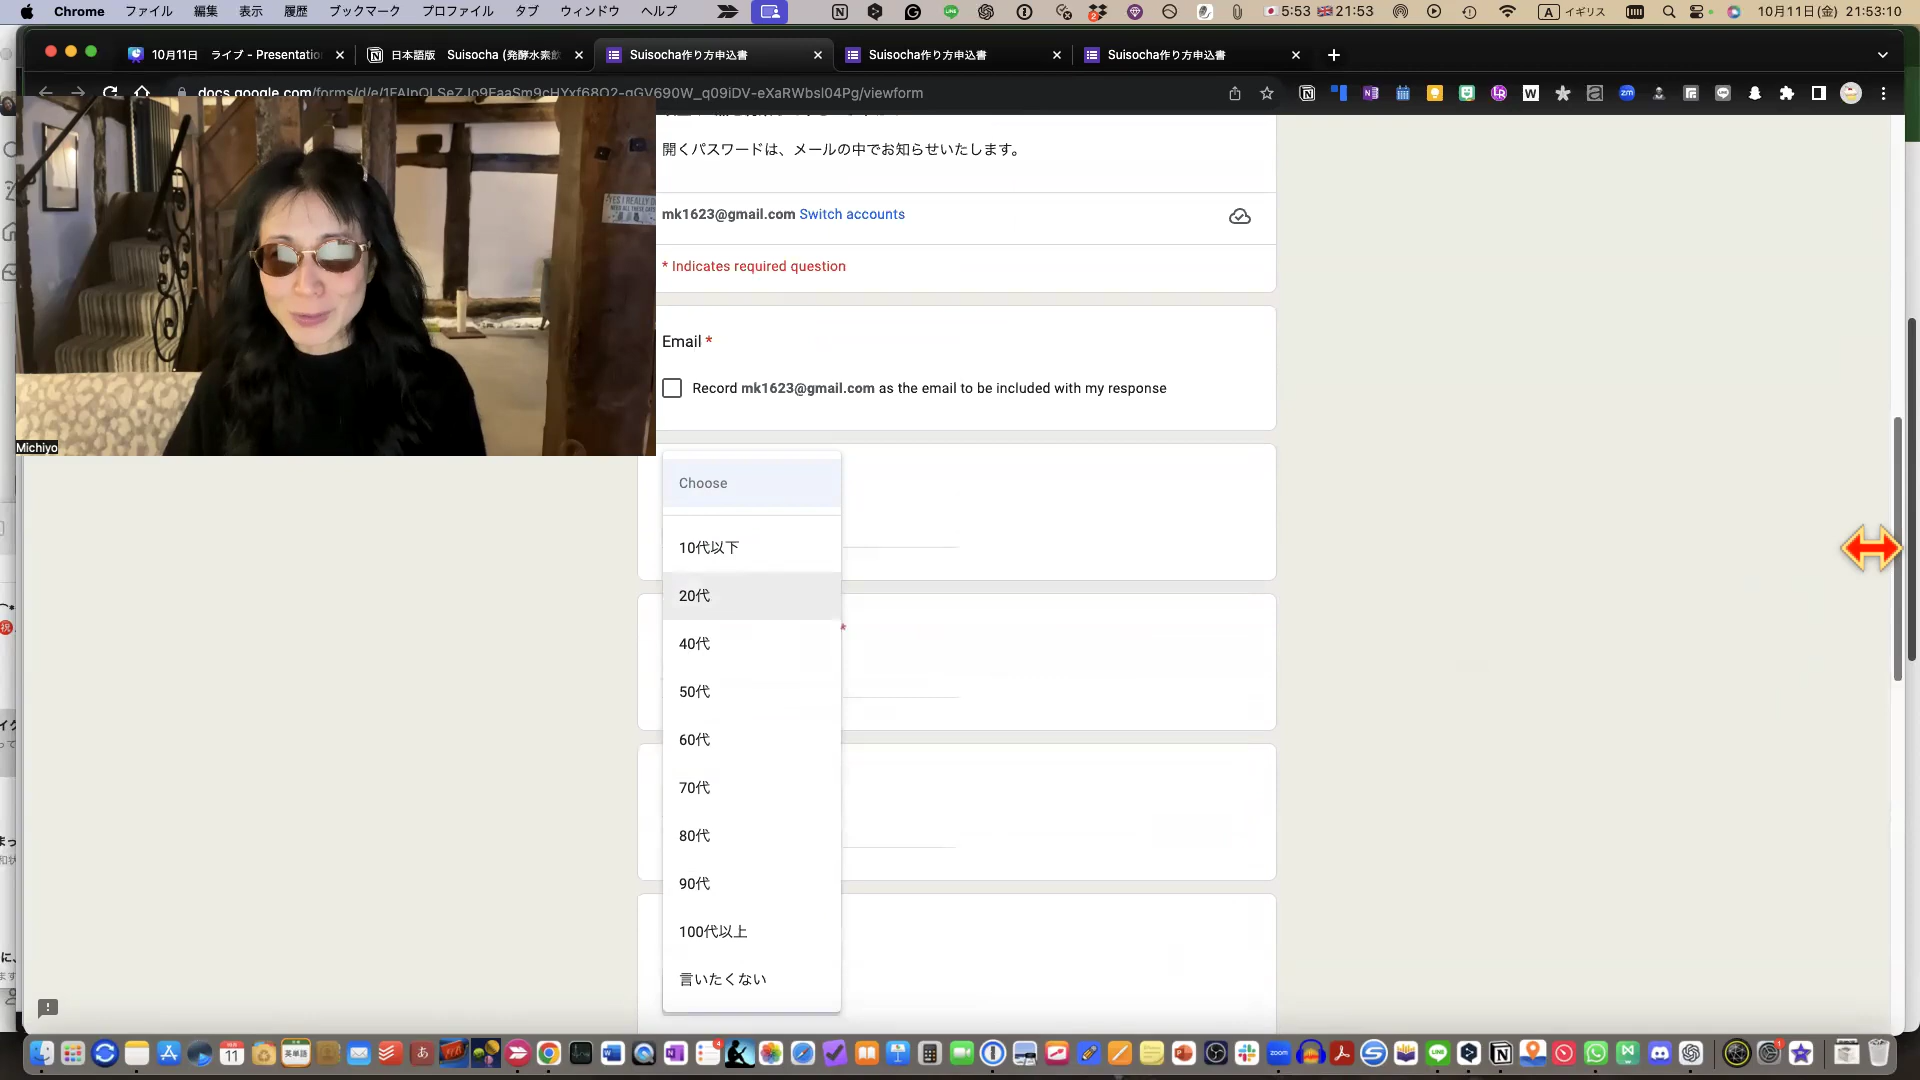 Chrome ファイル 編集 表示 履歴 ブックマーク プロファイル タブ ウィンドウ ヘルプ
5:53 21:53 A イギリス 10月11日(金) 21:53:10
10月11日 ライブ - Presentatio
日本語版 Suisocha (発酵水素飲
Suisocha作り方申込書
Suisocha作り方申込書
Suisocha作り方申込書
開くパスワードは、メールの中でお知らせいたします。
mk1623@gmail.com Switch accounts
* Indicates required question
Email *
Record mk1623@gmail.com as the email to be included with my response
Michiyo
Choose
10代以下
20代
*
40代
50代
60代
70代
80代
90代
100代以上
言いたくない